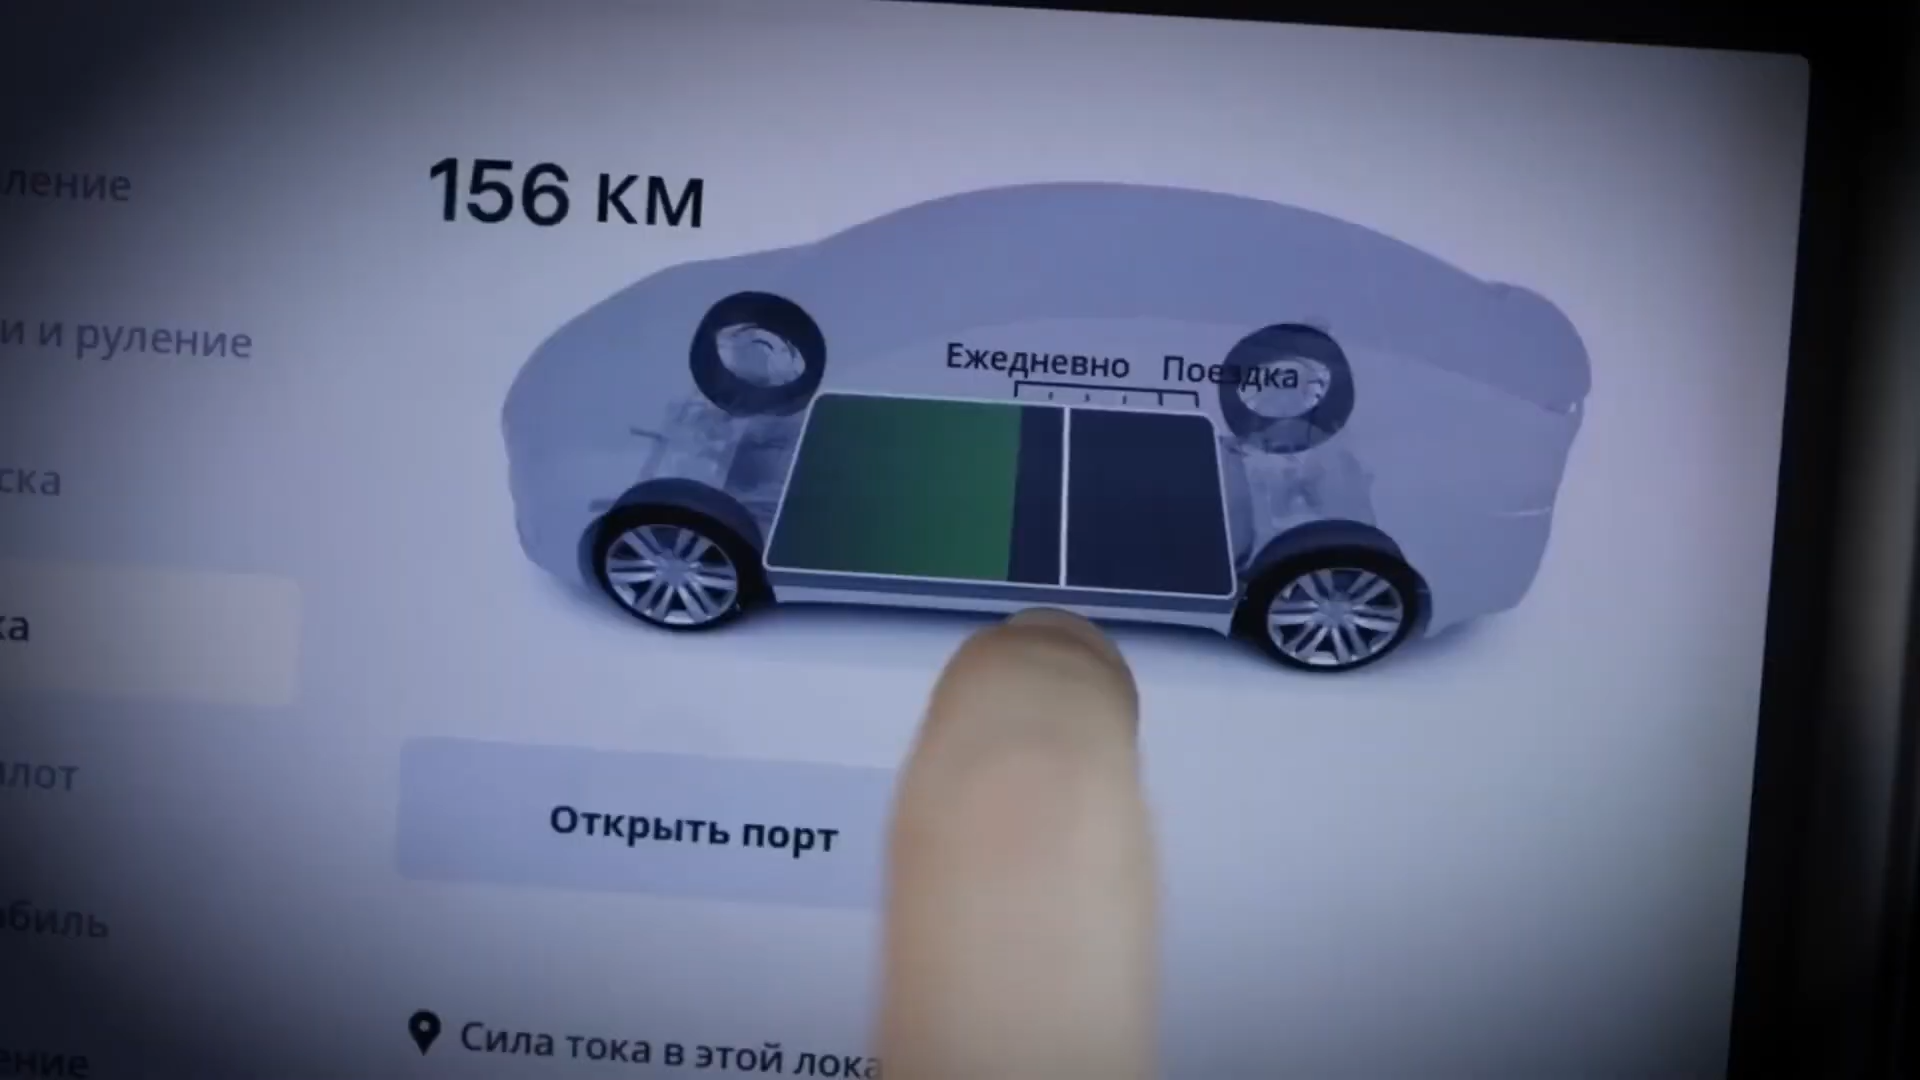 156 км
ление
и и руление
Ежедневно Поездка
ска
ка
лот
Открыть порт
биль
Сила тока в этой лока
ение